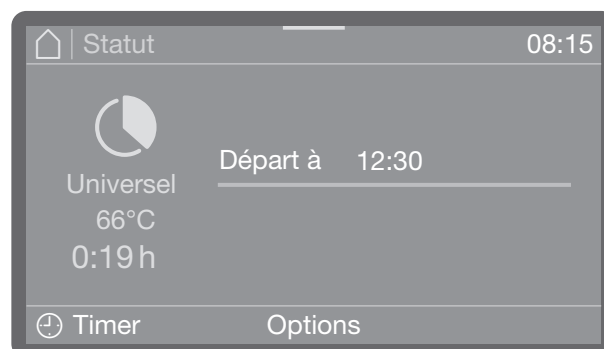 Statut 08:15
Départ à 12:30
Universel
66°C
0:19 h
Timer Options